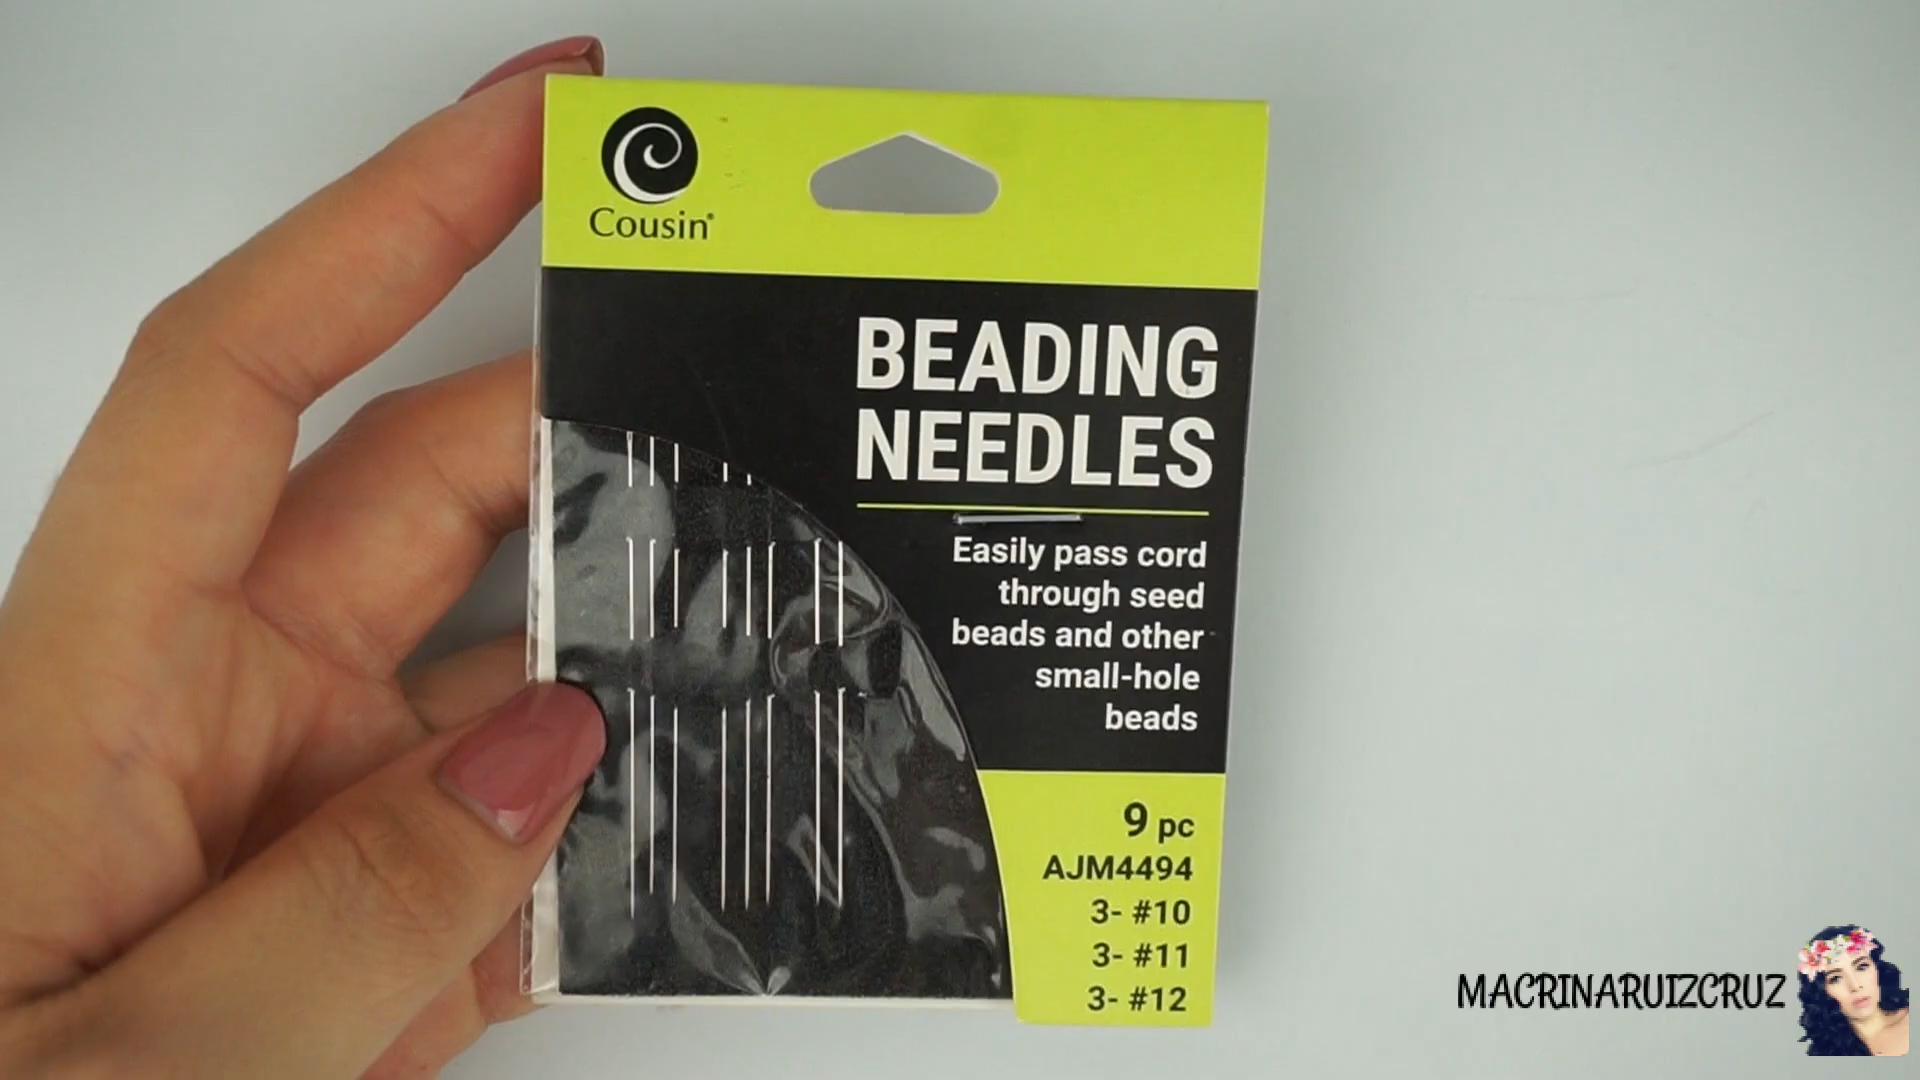 Cousin®
BEADING
NEEDLES
Easily pass cord
through seed
beads and other
small-hole
beads
9 pc
AJM4494
3- #10
3- #11
3- #12
MACRINARUIZCRUZ